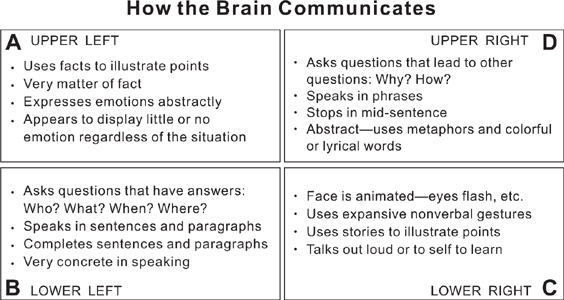 How the Brain Communicates
A UPPER LEFT
• Uses facts to illustrate points
• Very matter of fact
• Expresses emotions abstractly
• Appears to display little or no
emotion regardless of the situation
UPPER RIGHT D
• Asks questions that lead to other
questions: Why? How?
• Speaks in phrases
• Stops in mid-sentence
• Abstract—uses metaphors and colorful
or lyrical words
• Asks questions that have answers:
Who? What? When? Where?
• Speaks in sentences and paragraphs
• Completes sentences and paragraphs
• Very concrete in speaking
B LOWER LEFT
• Face is animated—eyes flash, etc.
• Uses expansive nonverbal gestures
• Uses stories to illustrate points
• Talks out loud or to self to learn
LOWER RIGHT C